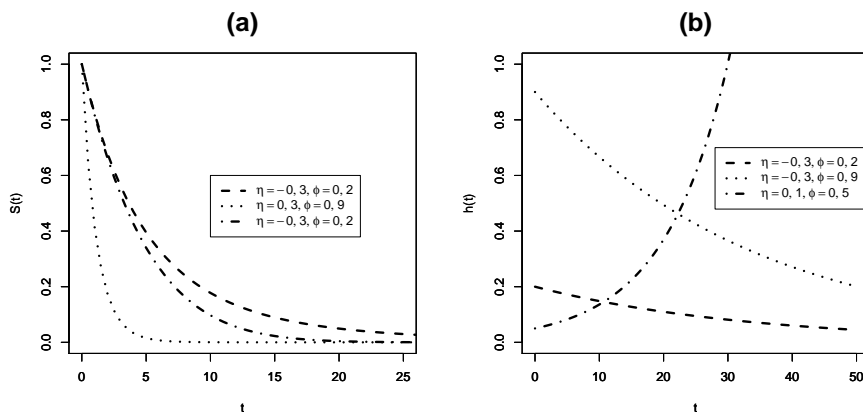 (a)
S(t)
1.0
0.8
0.6
0.4
0.2
0.0
η = −0, 3, φ = 0, 2
η = 0, 3, φ = 0, 9
η = −0, 3, φ = 0, 2
0 5 10 15 20 25
t
(b)
h(t)
1.0
0.8
0.6
0.4
0.2
0.0
η = −0, 3, φ = 0, 2
η = −0, 3, φ = 0, 9
η = 0, 1, φ = 0, 5
0 10 20 30 40 50
t